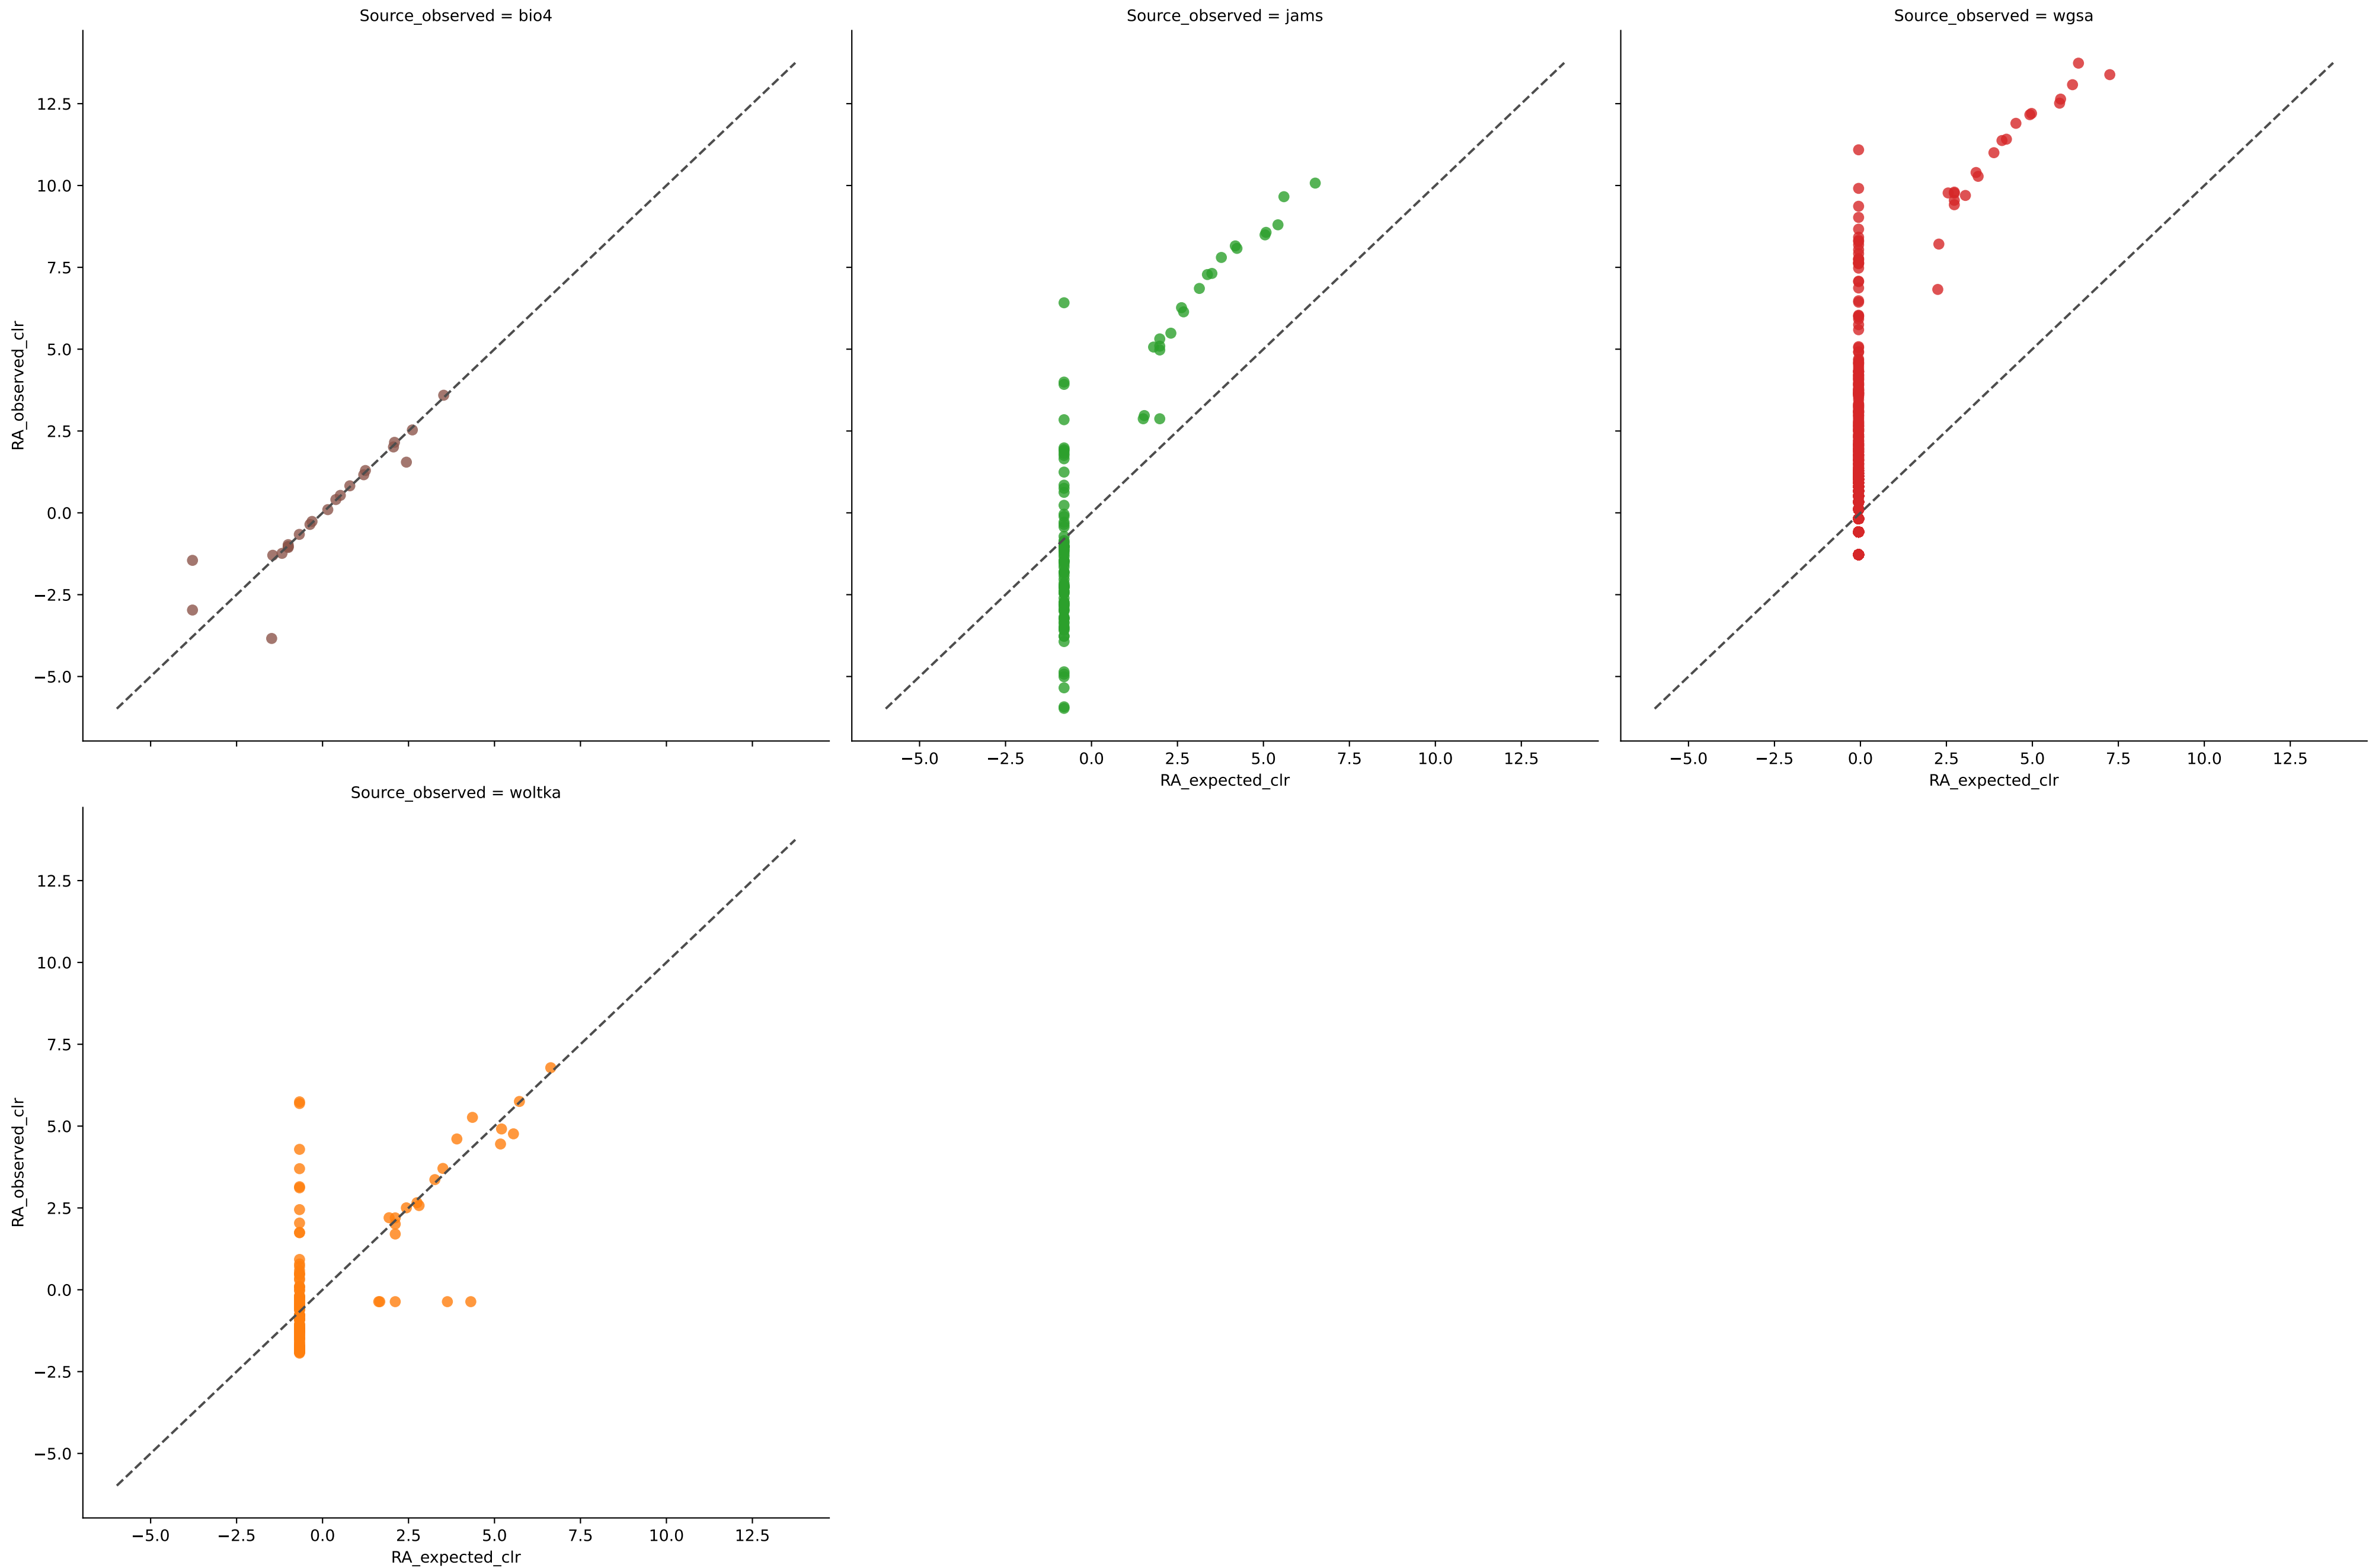 Source_observed = bio4
Source_observed = jams
Source_observed = wgsa
12.5
10.0
7.5
5.0
2.5
0.0
−2.5
−5.0
RA_observed_clr
−5.0 −2.5 0.0 2.5 5.0 7.5 10.0 12.5
RA_expected_clr
−5.0 −2.5 0.0 2.5 5.0 7.5 10.0 12.5
RA_expected_clr
Source_observed = woltka
12.5
10.0
7.5
5.0
2.5
0.0
−2.5
−5.0
RA_observed_clr
−5.0 −2.5 0.0 2.5 5.0 7.5 10.0 12.5
RA_expected_clr